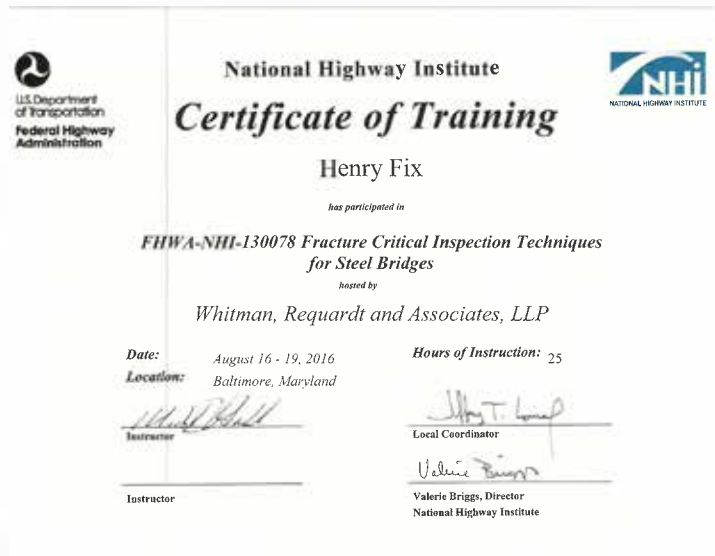 U.S. Department
of Transportation
Federal Highway
Administration
National Highway Institute
NHi
NATIONAL HIGHWAY INSTITUTE
Certificate of Training
Henry Fix
has participated in
FHWA-NHI-130078 Fracture Critical Inspection Techniques
for Steel Bridges
hosted by
Whitman, Requardt and Associates, LLP
Date: August 16 - 19, 2016
Hours of Instruction: 25
Location: Baltimore, Maryland
Instructor
Local Coordinator
Valerie Briggs
Instructor
Valerie Briggs, Director
National Highway Institute